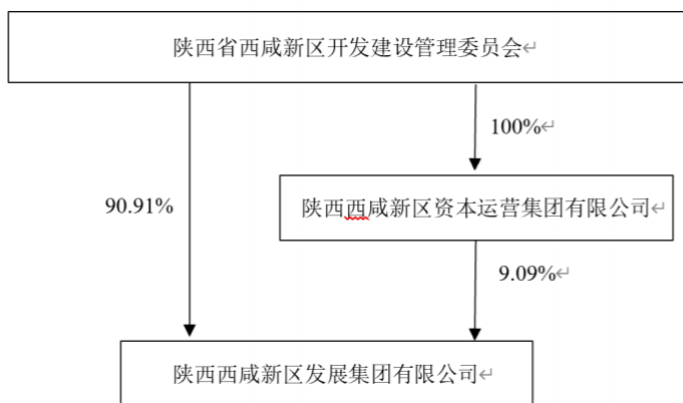 陕西省西咸新区开发建设管理委员会↵
100%↵
90.91%
陕西西咸新区资本运营集团有限公司↵
9.09%↵
陕西西咸新区发展集团有限公司↵